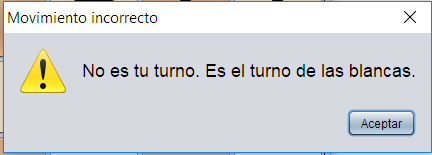 Movimiento incorrecto
No es tu turno. Es el turno de las blancas.
Aceptar